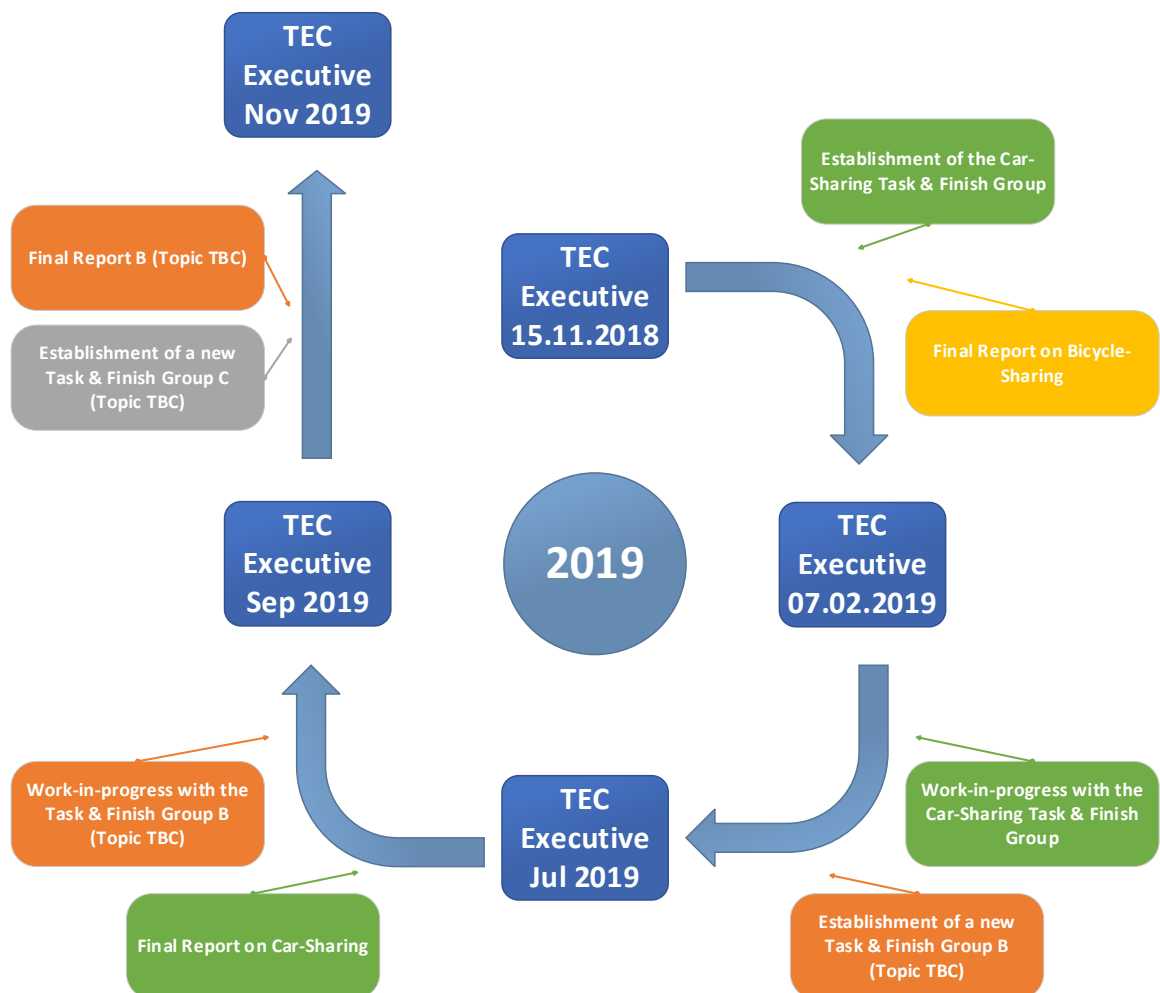 TEC
Executive
Nov 2019
Establishment of the Car-
Sharing Task & Finish
Group
Final Report B (Topic TBC)
TEC
Executive
15.11.2018
Establishment of a new
Task & Finish Group C
(Topic TBC)
Final Report on Bicycle-
Sharing
TEC
Executive
Sep 2019
2019
TEC
Executive
07.02.2019
Work-in-progress with the
Task & Finish Group B
(Topic TBC)
TEC
Executive
Jul 2019
Work-in-progress with the
Car-Sharing Task & Finish
Group
Final Report on Car-Sharing
Establishment of a new
Task & Finish Group B
(Topic TBC)